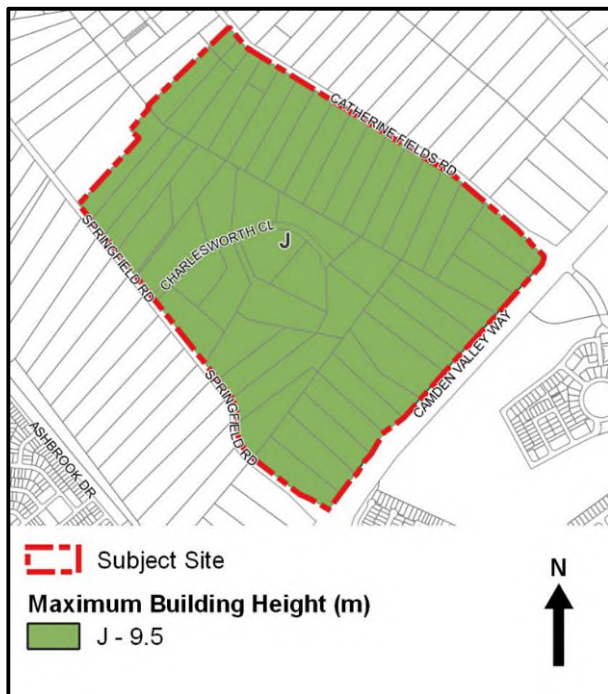 CATHERINE FIELDS RD
CHARLESWORTH CL
J
SPRINGFIELD RD
SPRINGFIELD RD
CAMDEN VALLEY WAY
ASHBROOK DR
Subject Site
N
Maximum Building Height (m)
J - 9.5